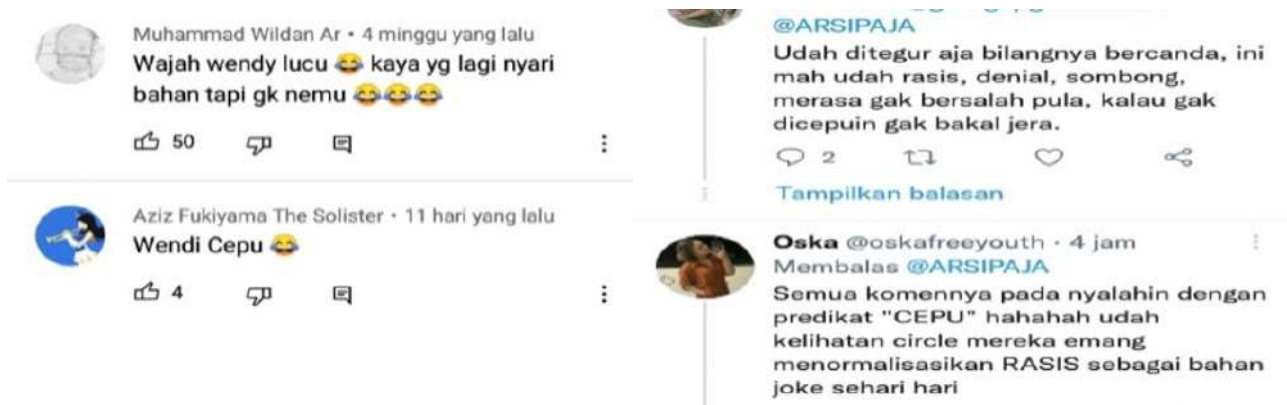 Muhammad Wildan Ar • 4 minggu yang lalu
Wajah wendy lucu 😂 kaya yg lagi nyari
bahan tapi gk nemu 😂😂😂
50
Aziz Fukiyama The Solister • 11 hari yang lalu
Wendi Cepu 😂
4
@ARSIPAJA
Udah ditegur aja bilangnya bercanda, ini
mah udah rasis, denial, sombong,
merasa gak bersalah pula, kalau gak
dicepuin gak bakal jera.
2
Tampilkan balasan
Oska @oskafreeyouth · 4 jam
Membalas @ARSIPAJA
Semua komennya pada nyalahin dengan
predikat "CEPU" hahahah udah
kelihatan circle mereka emang
menormalisasikan RASIS sebagai bahan
joke sehari hari